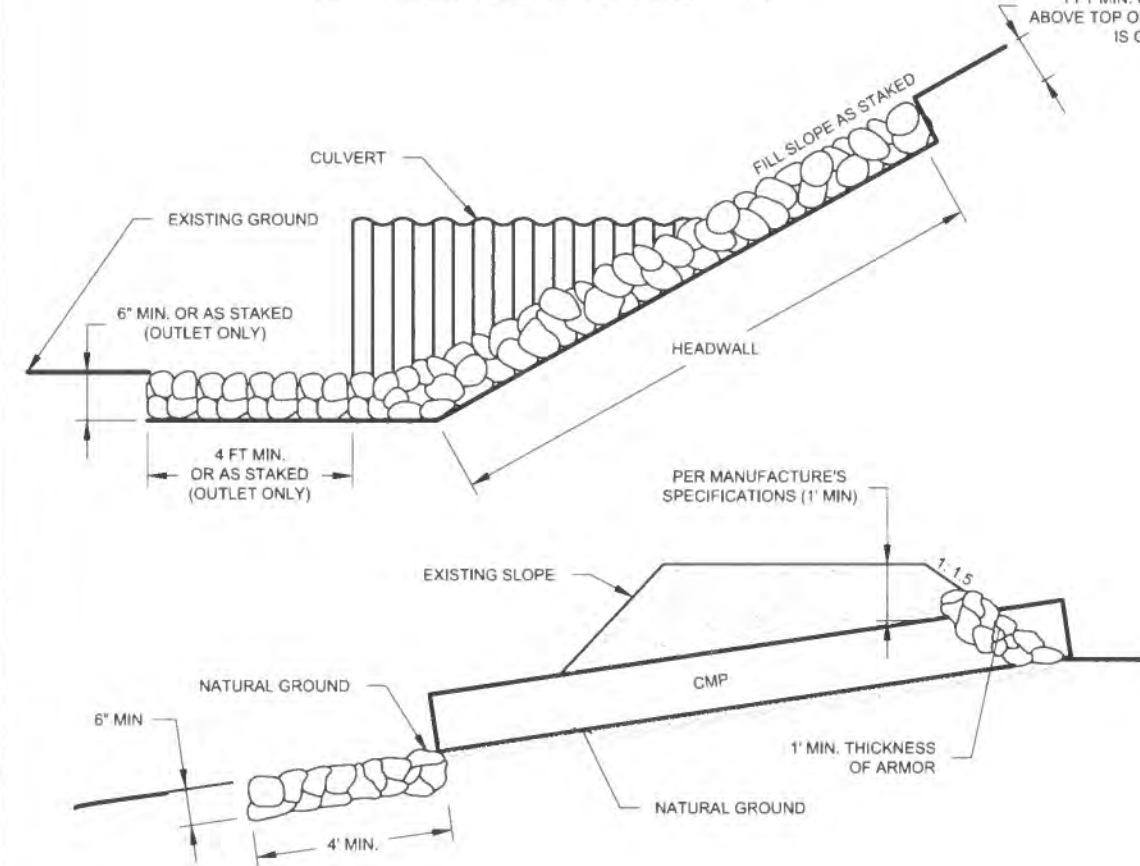 ABOVE TOP O
IS
FILL SLOPE AS STAKED
CULVERT
EXISTING GROUND
6" MIN. OR AS STAKED
(OUTLET ONLY)
HEADWALL
4 FT MIN.
OR AS STAKED
(OUTLET ONLY)
PER MANUFACTURE'S
SPECIFICATIONS (1' MIN)
EXISTING SLOPE
1: 1.5
NATURAL GROUND
CMP
6" MIN
1' MIN. THICKNESS
OF ARMOR
NATURAL GROUND
4' MIN.